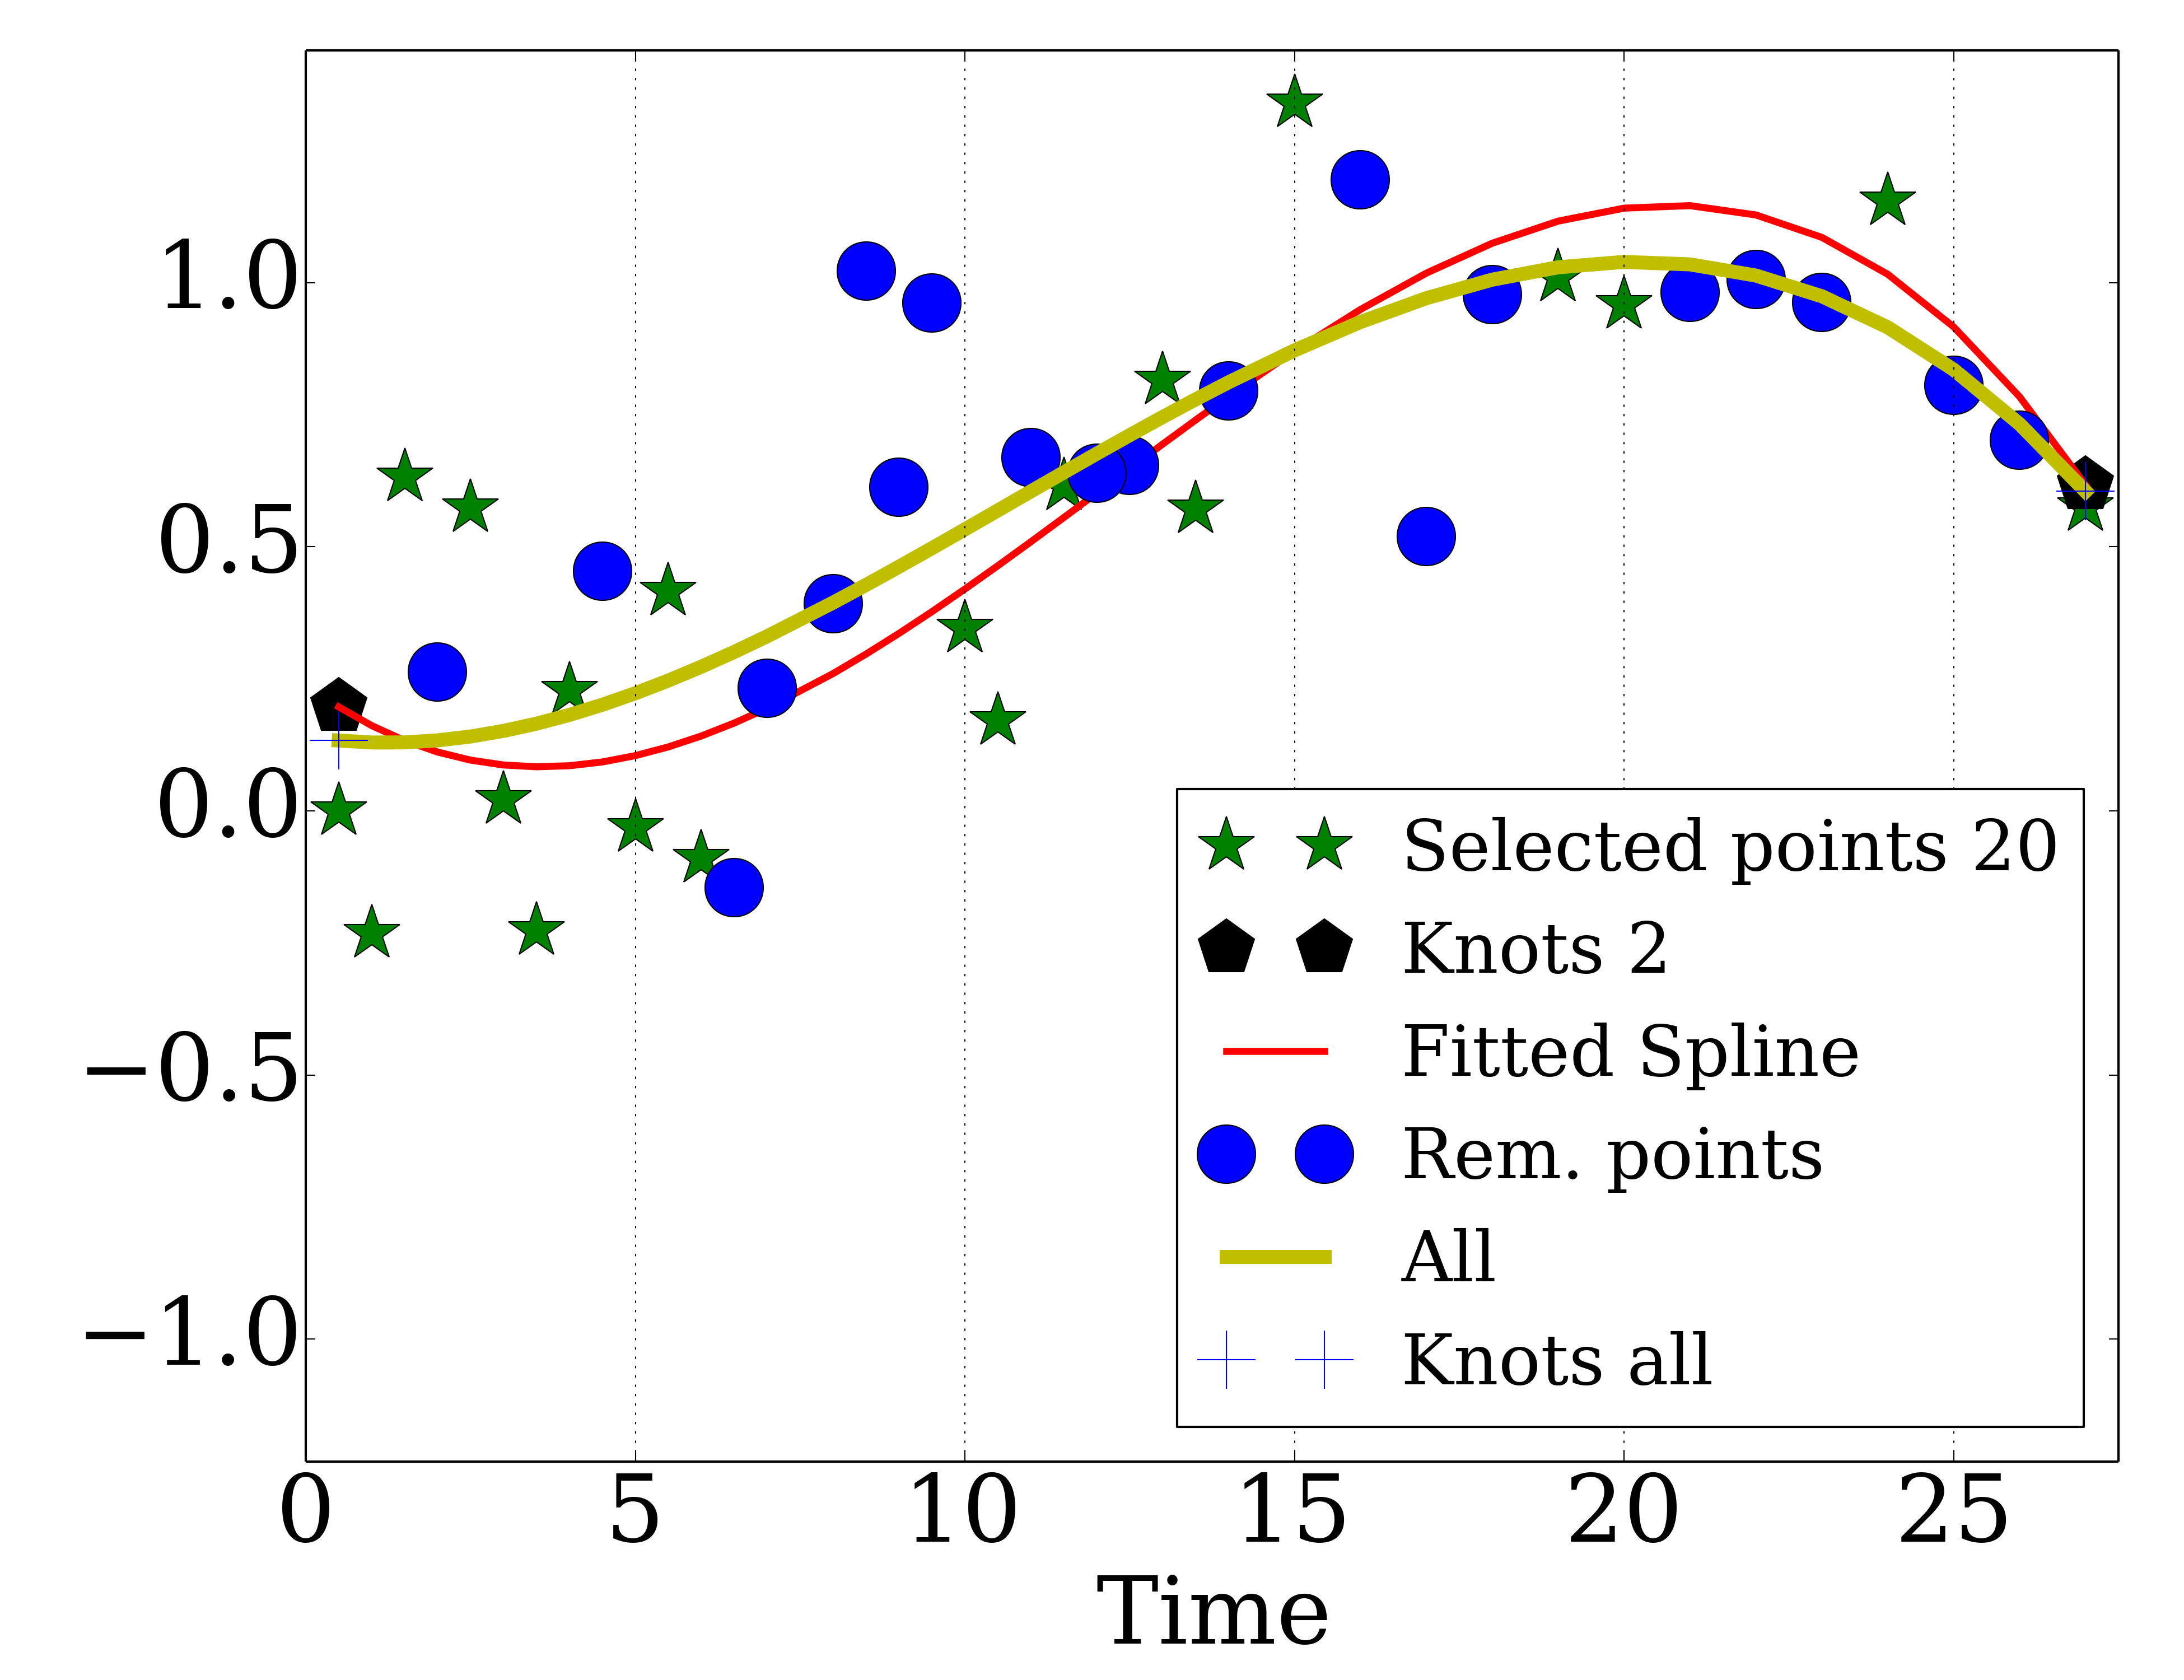 1.0
0.5
0.0
−0.5
−1.0
Selected points 20
Knots 2
Fitted Spline
Rem. points
All
Knots all
0 5 10 15 20 25
Time